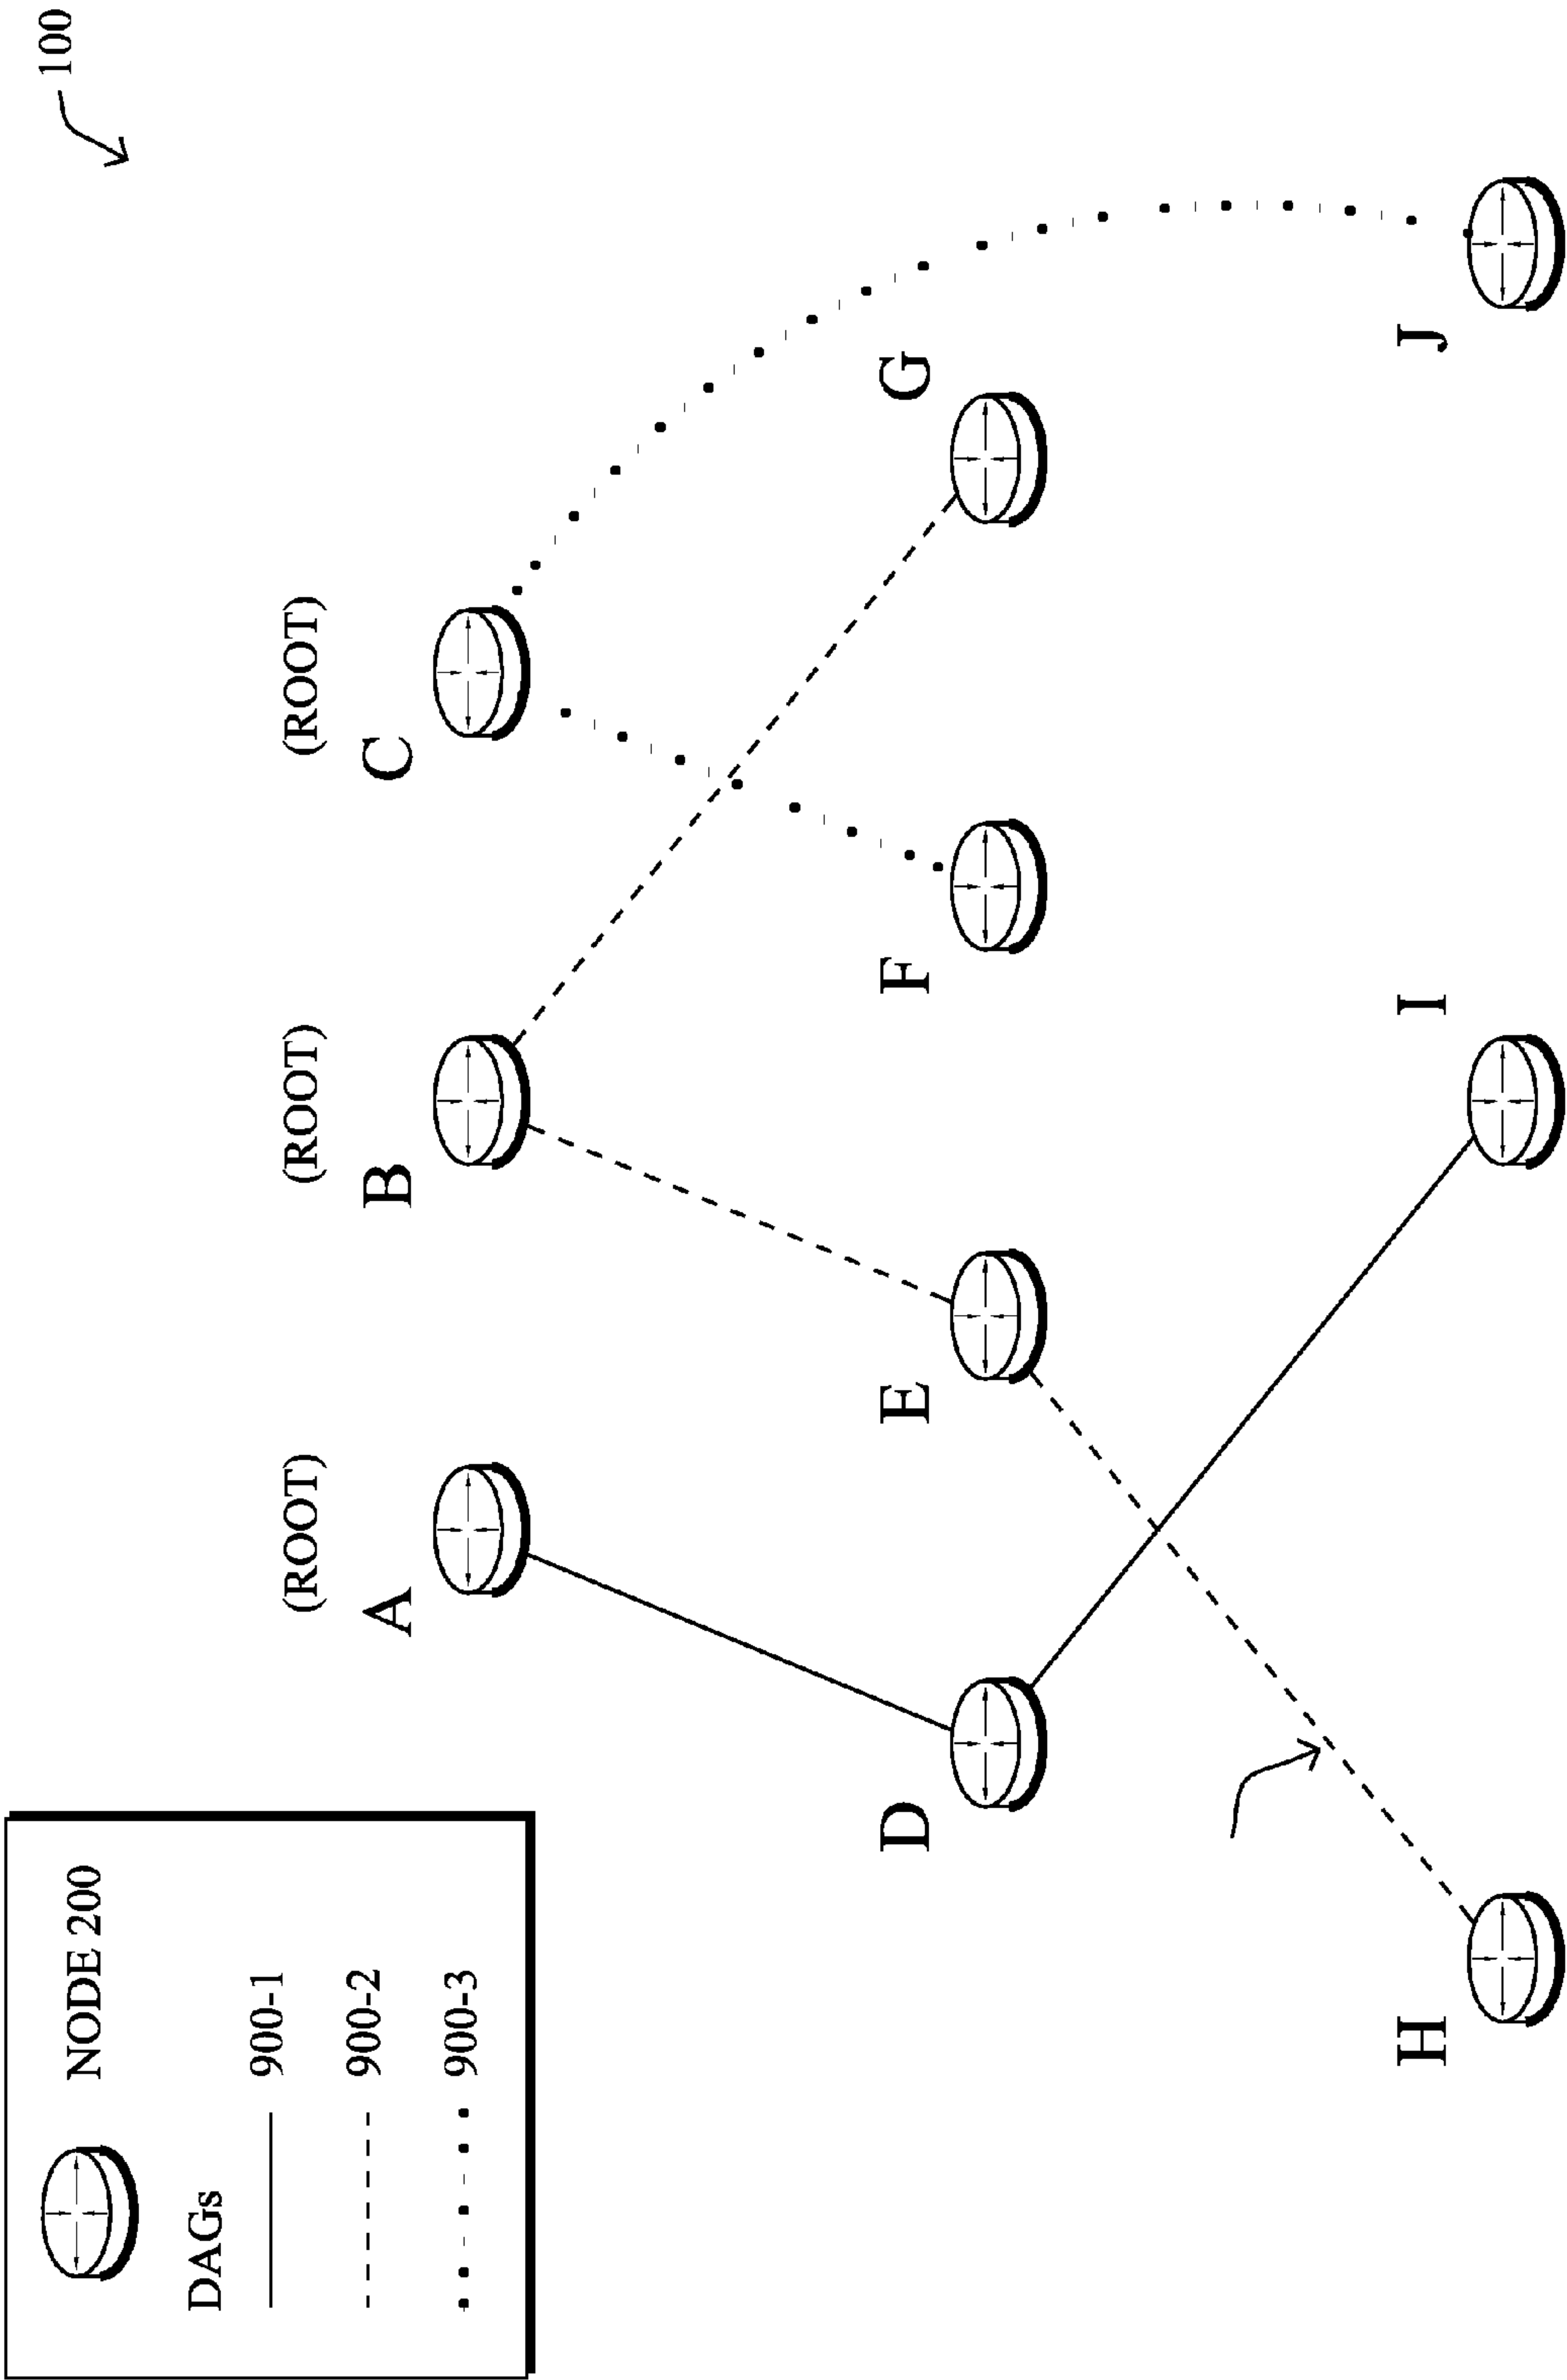 100
NODE 200
DAGs
900-1
900-2
900-3
(ROOT)
(ROOT)
(ROOT)
A
B
C
D
E
F
G
H
I
J